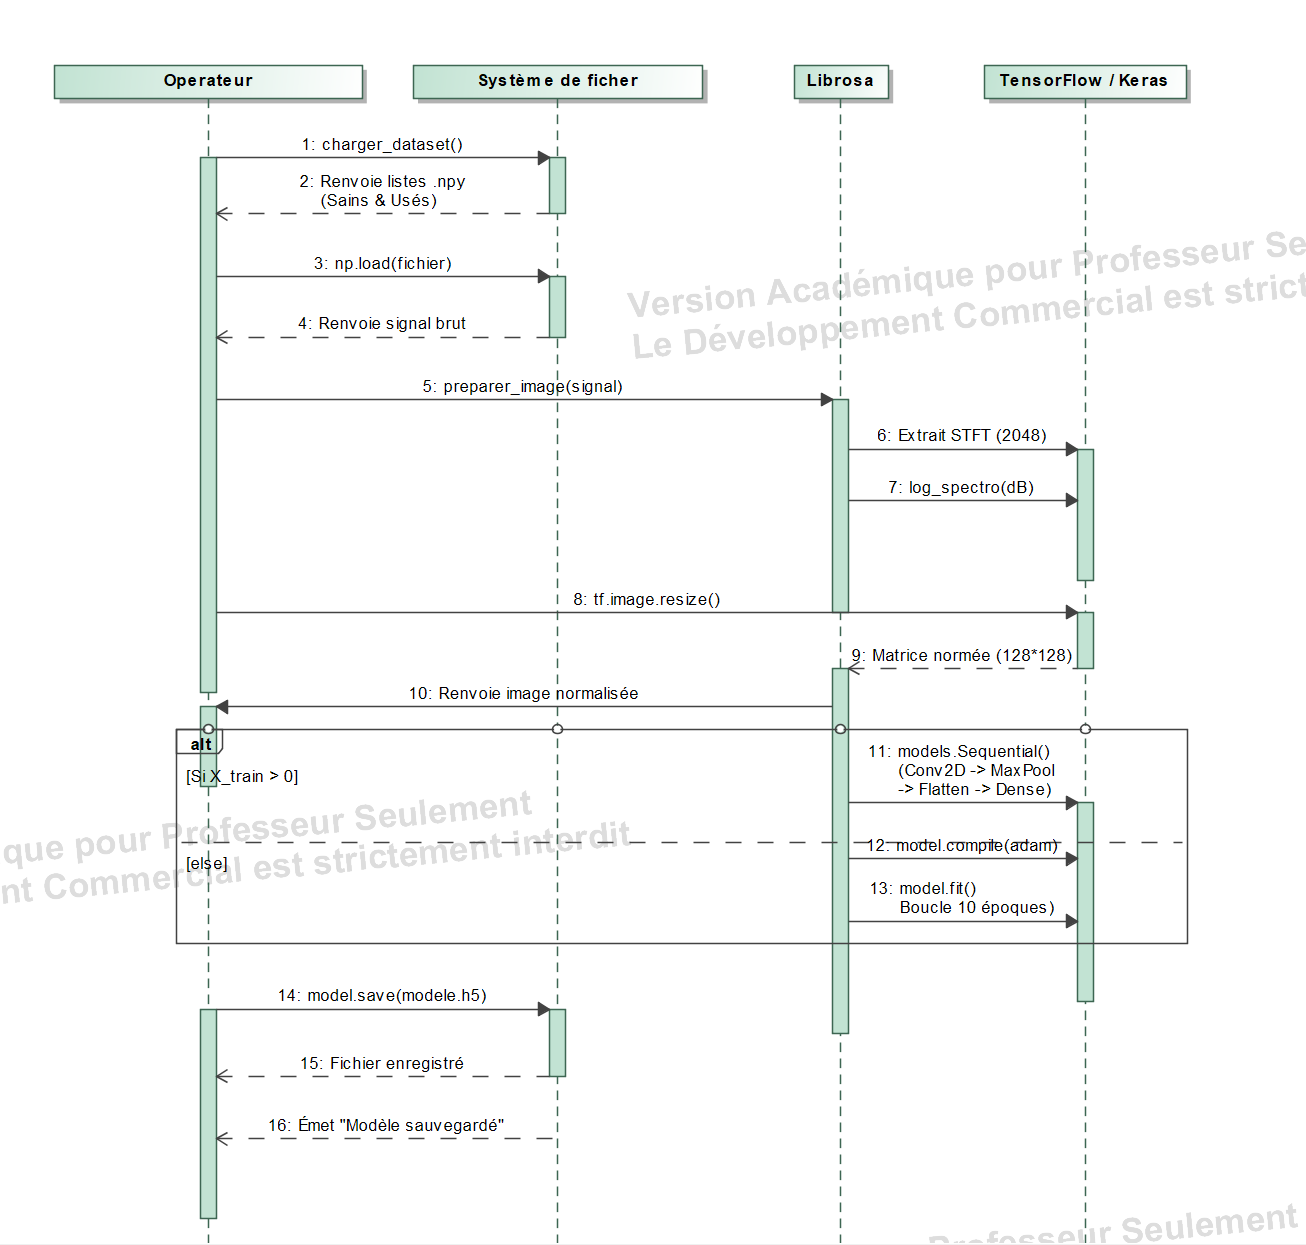 Operateur
Système de ficher
Librosa
TensorFlow / Keras
1: charger_dataset()
2: Renvoie listes .npy
(Sains & Usés)
3: np.load(fichier)
Version Académique pour Professeur Se
Le Développement Commercial est strict
4: Renvoie signal brut
5: preparer_image(signal)
6: Extrait STFT (2048)
7: log_spectro(dB)
8: tf.image.resize()
9: Matrice normée (128*128)
10: Renvoie image normalisée
alt
[Si X_train > 0]
11: models.Sequential()
(Conv2D -> MaxPool
-> Flatten -> Dense)
que pour Professeur Seulement
nt Commercial est strictement interdit
12: model.compile(adam)
[else]
13: model.fit()
Boucle 10 époques)
14: model.save(modele.h5)
15: Fichier enregistré
16: Émet "Modèle sauvegardé"
Professeur Seulement